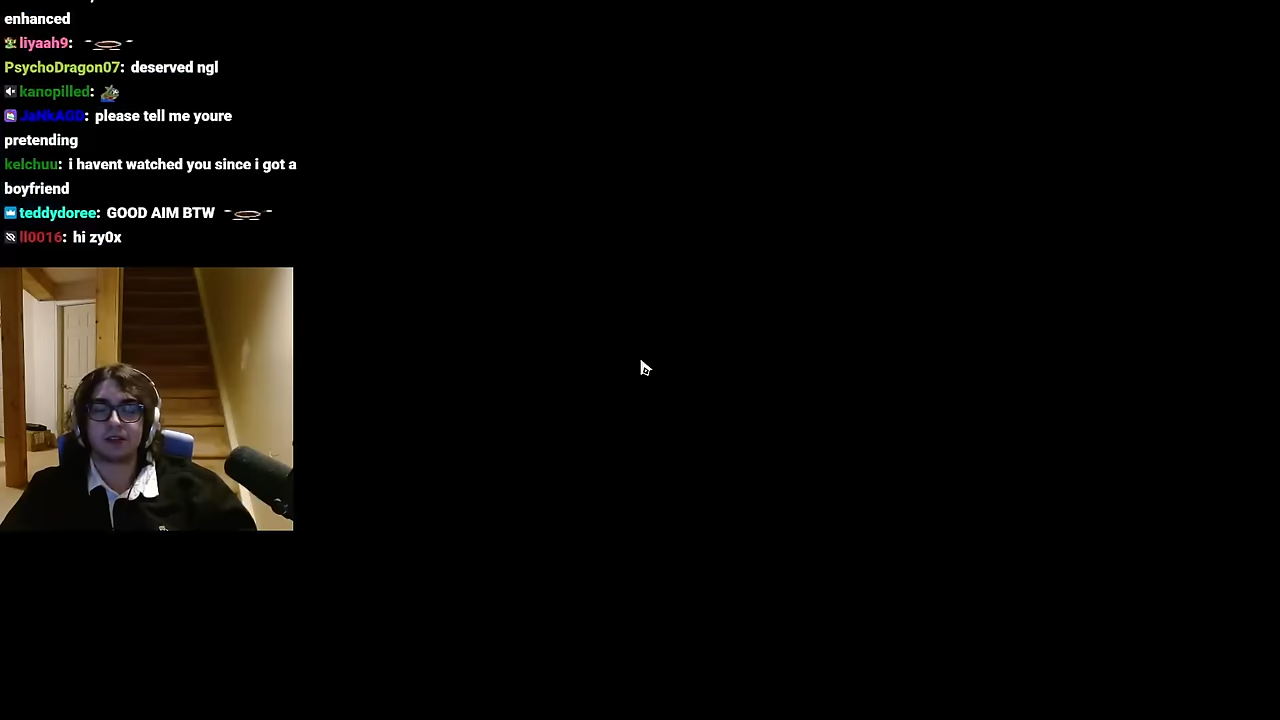 enhanced
liyaah9:
PsychoDragon07: deserved ngl
kanopilled:
JaNkAGD: please tell me youre
pretending
kelchuu: i havent watched you since i got a
boyfriend
teddydoree: GOOD AIM BTW
ll0016: hi zy0x